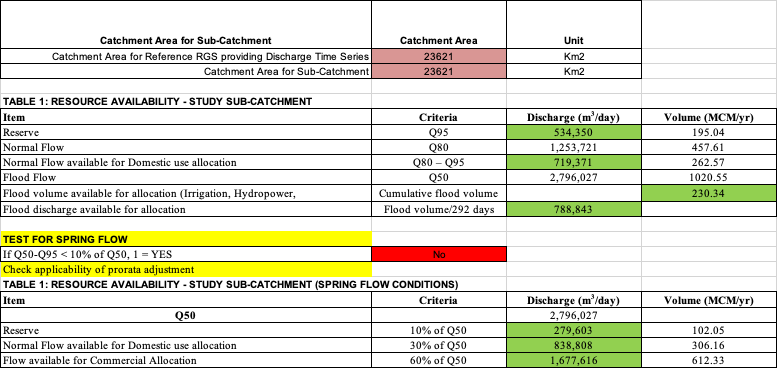 Catchment Area for Sub-Catchment Catchment Area Unit
Catchment Area for Reference RGS providing Discharge Time Series 23621 Km2
Catchment Area for Sub-Catchment 23621 Km2
TABLE 1: RESOURCE AVAILABILITY - STUDY SUB-CATCHMENT
Item Criteria Discharge (m³/day) Volume (MCM/yr)
Reserve Q95 534,350 195.04
Normal Flow Q80 1,253,721 457.61
Normal Flow available for Domestic use allocation Q80 – Q95 719,371 262.57
Flood Flow Q50 2,796,027 1020.55
Flood volume available for allocation (Irrigation, Hydropower, Cumulative flood volume 230.34
Flood discharge available for allocation Flood volume/292 days 788,843
TEST FOR SPRING FLOW
If Q50-Q95 < 10% of Q50, 1 = YES No
Check applicability of prorata adjustment
TABLE 1: RESOURCE AVAILABILITY - STUDY SUB-CATCHMENT (SPRING FLOW CONDITIONS)
Item Criteria Discharge (m³/day) Volume (MCM/yr)
Q50 2,796,027
Reserve 10% of Q50 279,603 102.05
Normal Flow available for Domestic use allocation 30% of Q50 838,808 306.16
Flow available for Commercial Allocation 60% of Q50 1,677,616 612.33